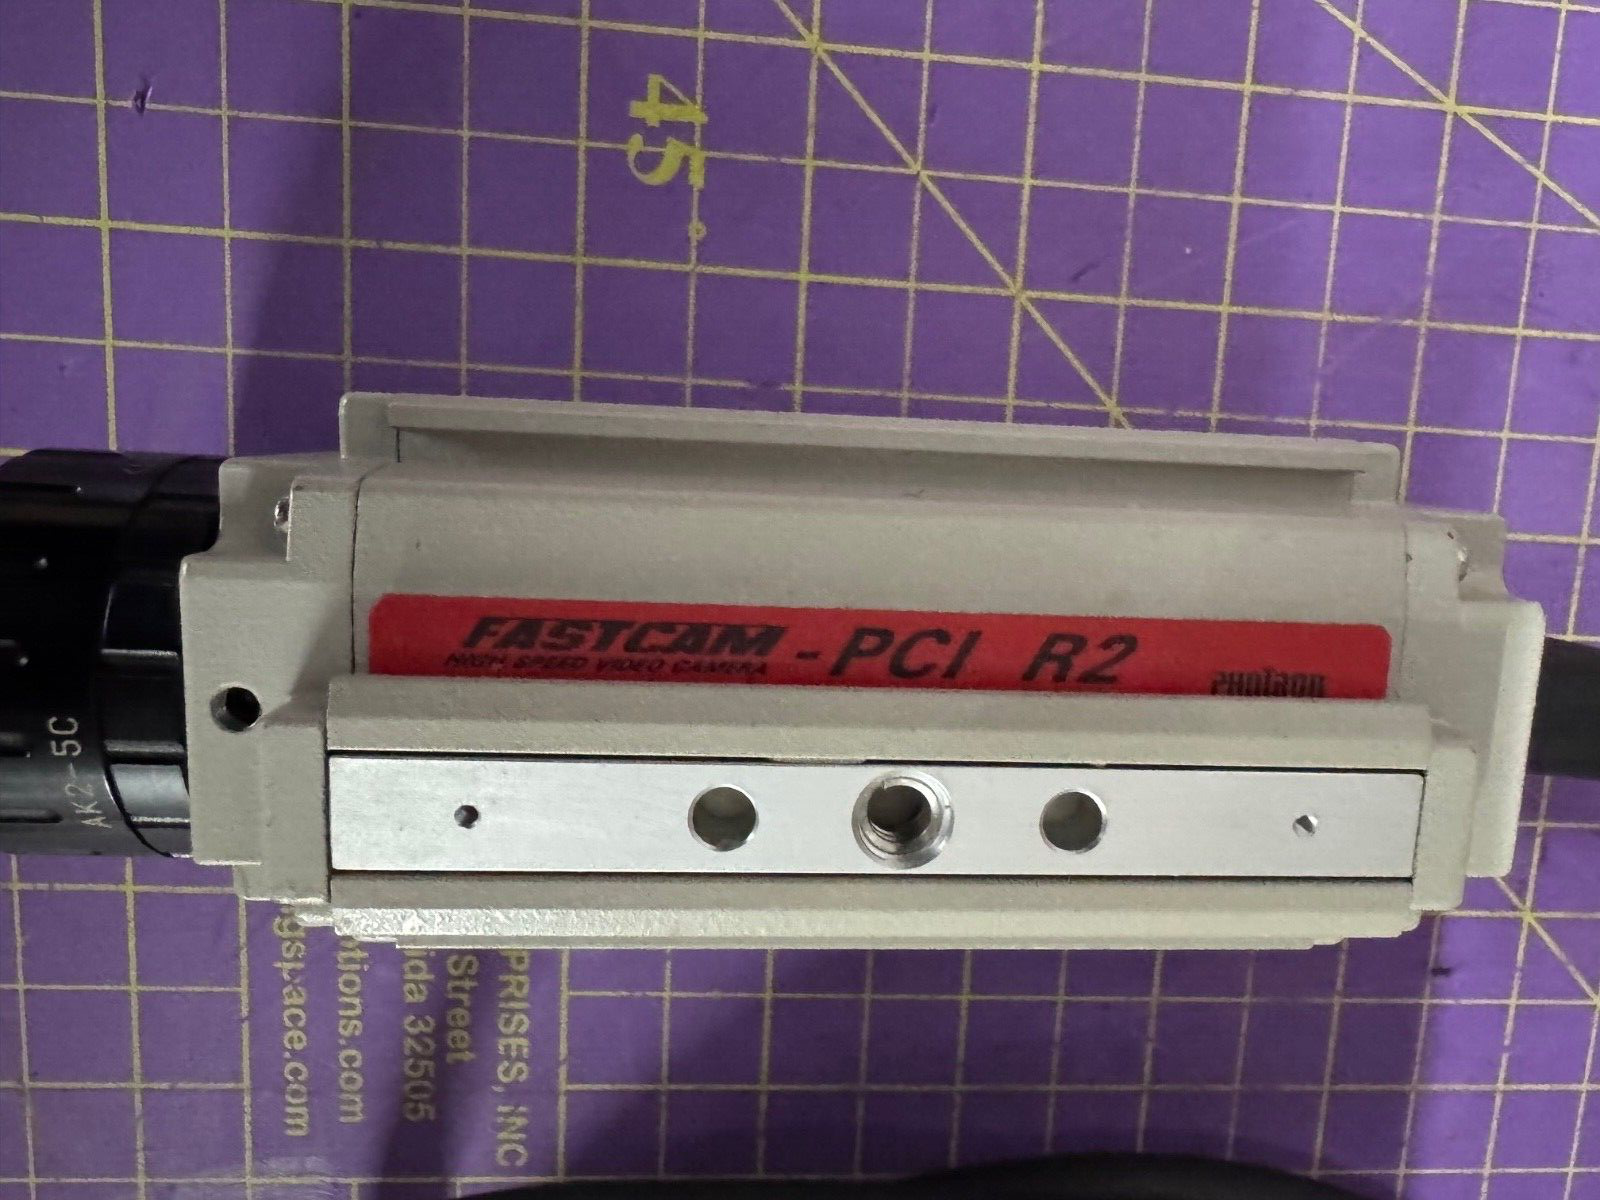 45°
FASTCAM - PCI R2
HIGH SPEED VIDEO CAMERA
Photron
AK2-5C
PRISES, INC
Street
ida 32505
tions.com
ngst-ace.com